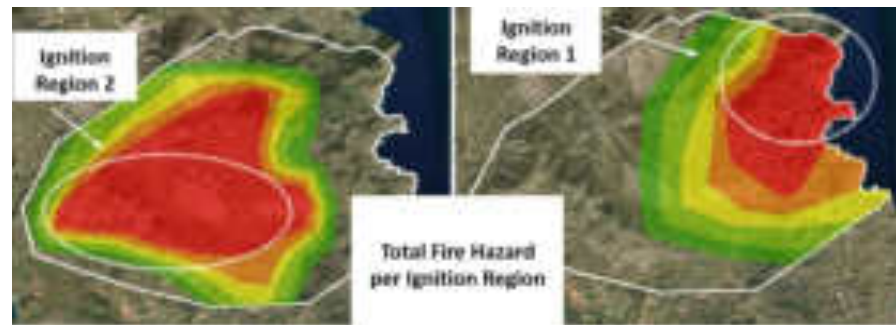 Ignition
Region 2
Ignition
Region 1
Total Fire Hazard
per Ignition Region